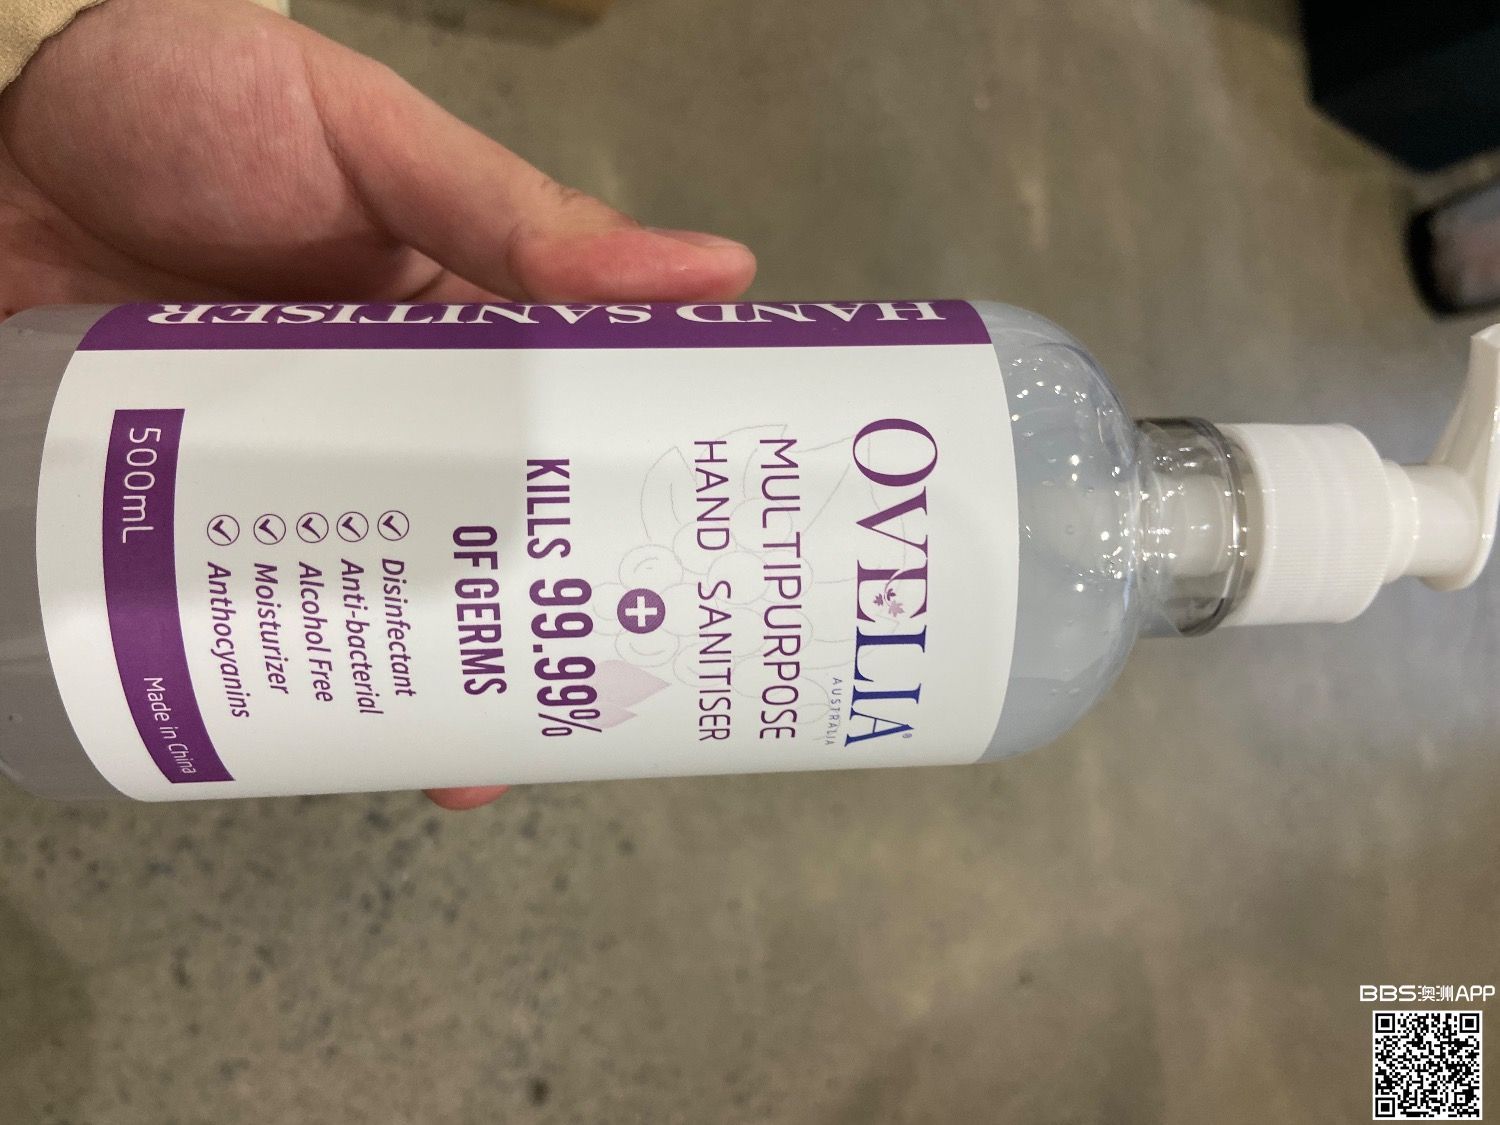 HAND SANITISER
OVELIA®
AUSTRALIA
MULTIPURPOSE
HAND SANITISER
KILLS 99.99%
OF GERMS
Disinfectant
Anti-bacterial
Alcohol Free
Moisturizer
Anthocyanins
500mL
Made in China
BBS澳洲APP